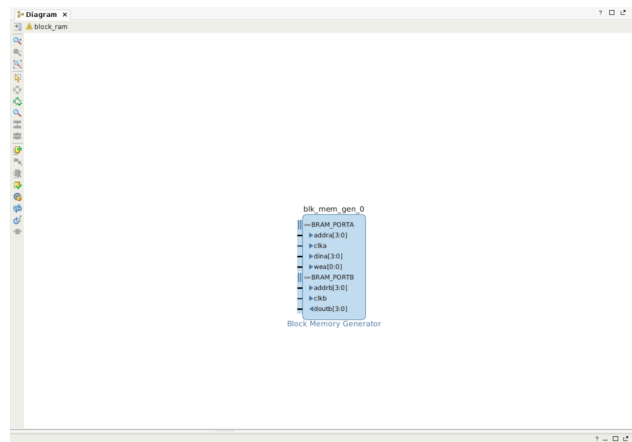 Diagram ×
? □
block_ram
blk_mem_gen_0
BRAM_PORTA
addra[3:0]
clka
dina[3:0]
wea[0:0]
BRAM_PORTB
addrb[3:0]
clkb
doutb[3:0]
Block Memory Generator
? _ □